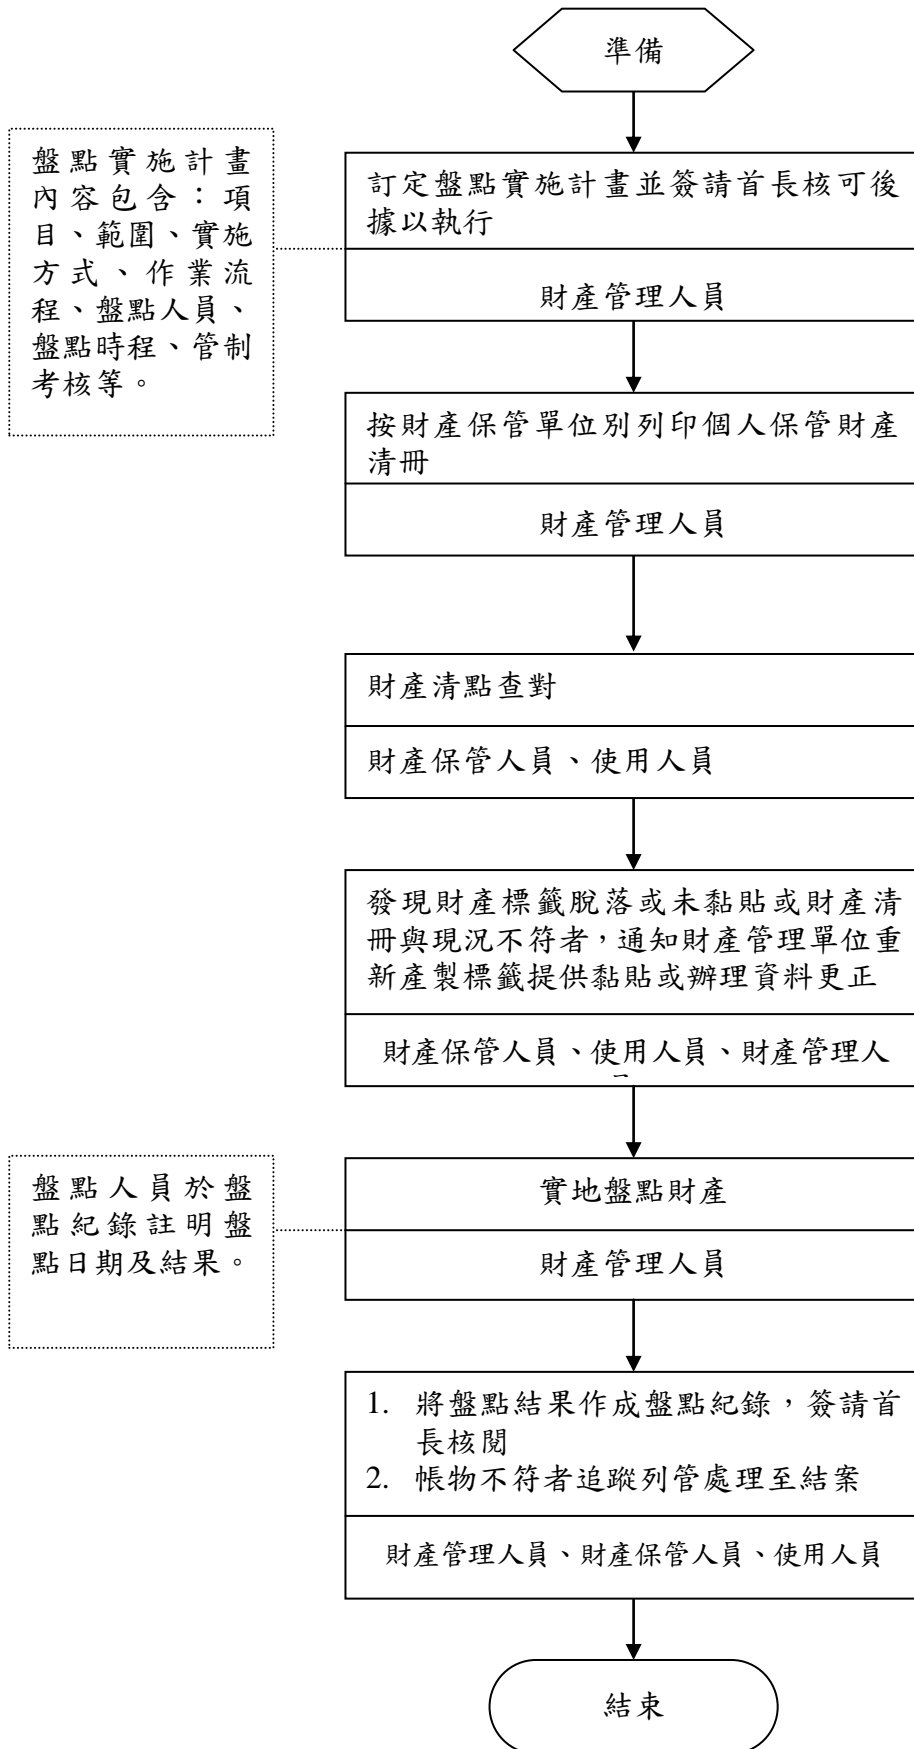 準備
訂定盤點實施計畫並簽請首長核可後
據以執行
財產管理人員
盤點實施計畫
內容包含：項
目、範圍、實施
方式、作業流
程、盤點人員、
盤點時程、管制
考核等。
按財產保管單位別列印個人保管財產
清冊
財產管理人員
財產清點查對
財產保管人員、使用人員
發現財產標籤脫落或未黏貼或財產清
冊與現況不符者，通知財產管理單位重
新產製標籤提供黏貼或辦理資料更正
財產保管人員、使用人員、財產管理人
實地盤點財產
財產管理人員
盤點人員於盤
點紀錄註明盤
點日期及結果。
1. 將盤點結果作成盤點紀錄，簽請首
長核閱
2. 帳物不符者追蹤列管處理至結案
財產管理人員、財產保管人員、使用人員
結束